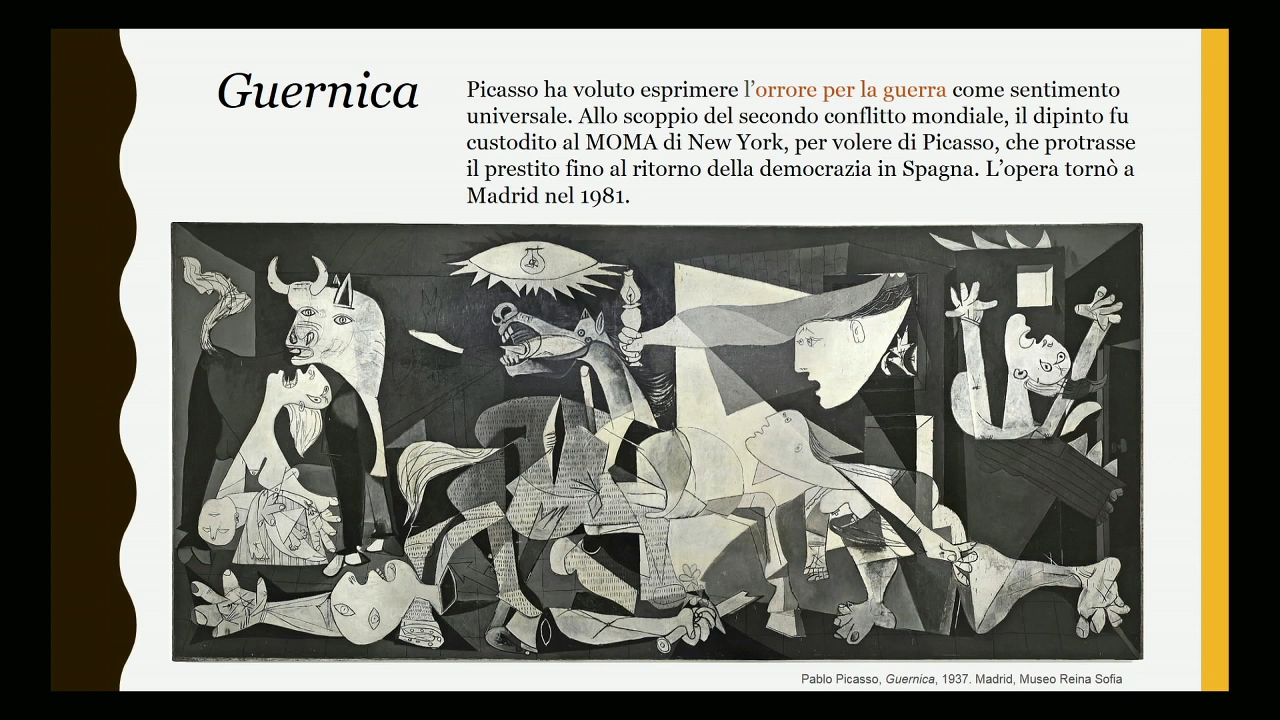 Guernica
Picasso ha voluto esprimere l’orrore per la guerra come sentimento
universale. Allo scoppio del secondo conflitto mondiale, il dipinto fu
custodito al MOMA di New York, per volere di Picasso, che protrasse
il prestito fino al ritorno della democrazia in Spagna. L’opera tornò a
Madrid nel 1981.
Pablo Picasso, Guernica, 1937. Madrid, Museo Reina Sofia